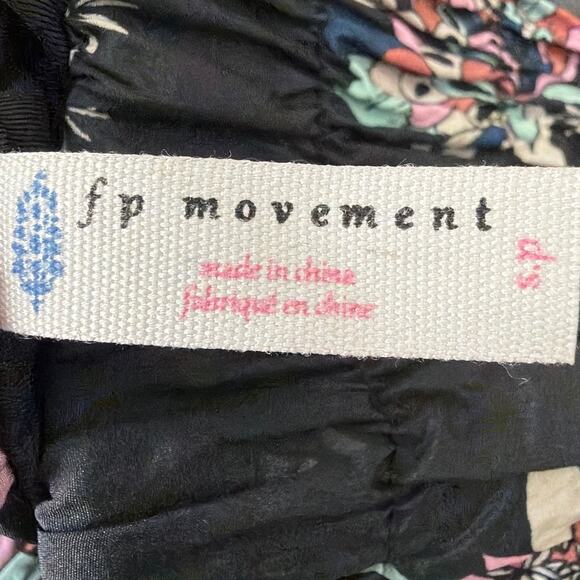 fp movement
made in china
fabriqué en chine
s.p